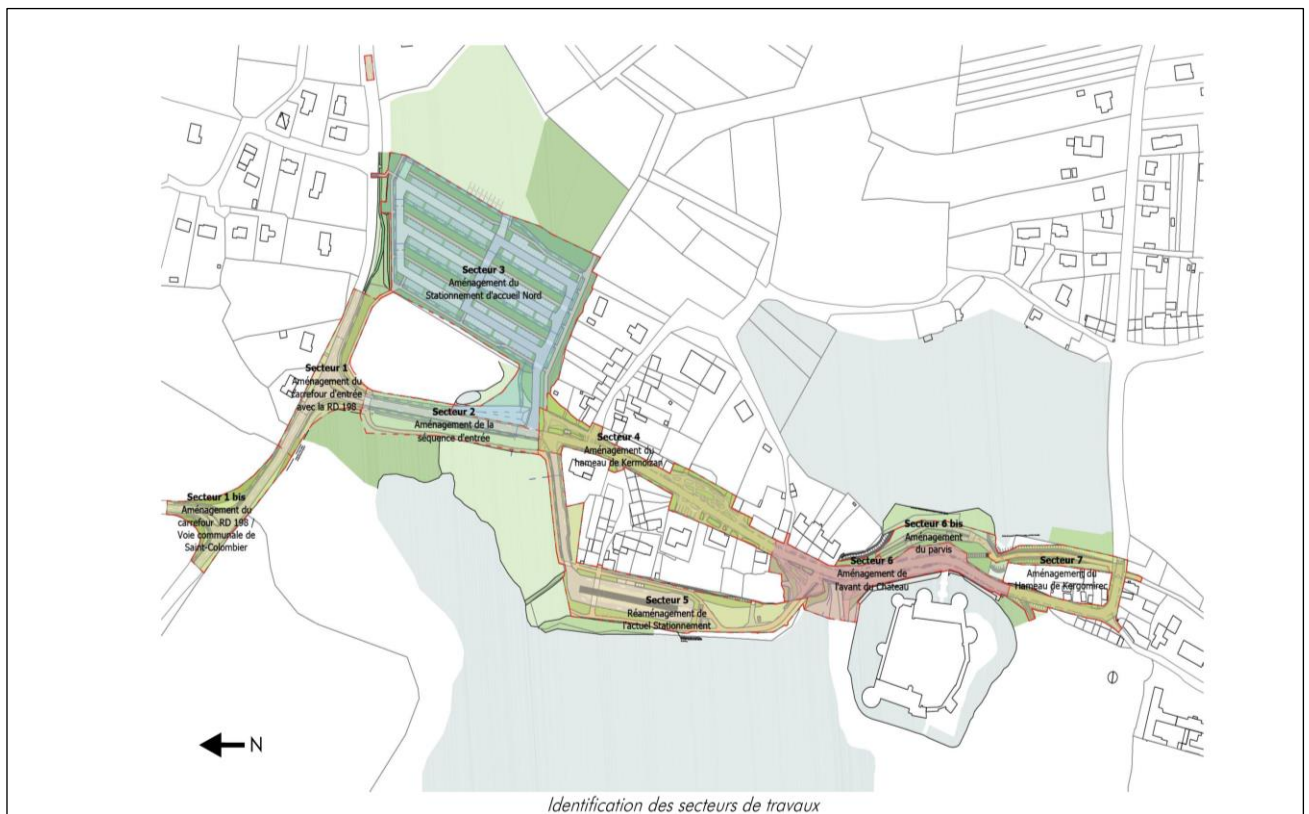 Secteur 3
Aménagement du
Stationnement d'accueil Nord
Secteur 1
Aménagement du
carrefour d'entrée
avec la RD 198
Secteur 2
Aménagement de la
séquence d'entrée
Secteur 4
Aménagement du
hameau de Kermoizan
Secteur 1 bis
Aménagement du
carrefour RD 198 /
Voie communale de
Saint-Colombier
Secteur 6 bis
Aménagement
du parvis
Secteur 6
Aménagement de
l'avant du Chateau
Secteur 7
Aménagement du
Hameau de Kergomirec
Secteur 5
Réaménagement de
l'actuel Stationnement
N
Identification des secteurs de travaux